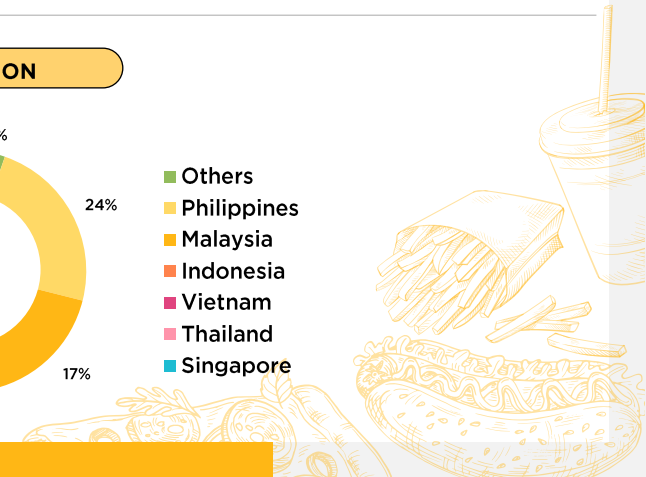 ON
%
24%
17%
Others
Philippines
Malaysia
Indonesia
Vietnam
Thailand
Singapore